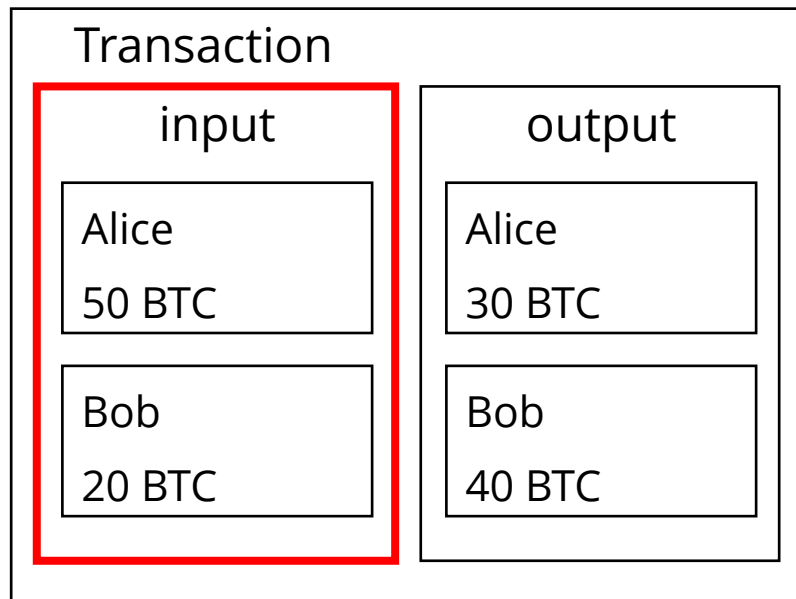 Transaction
input
Alice
50 BTC
Bob
20 BTC
output
Alice
30 BTC
Bob
40 BTC